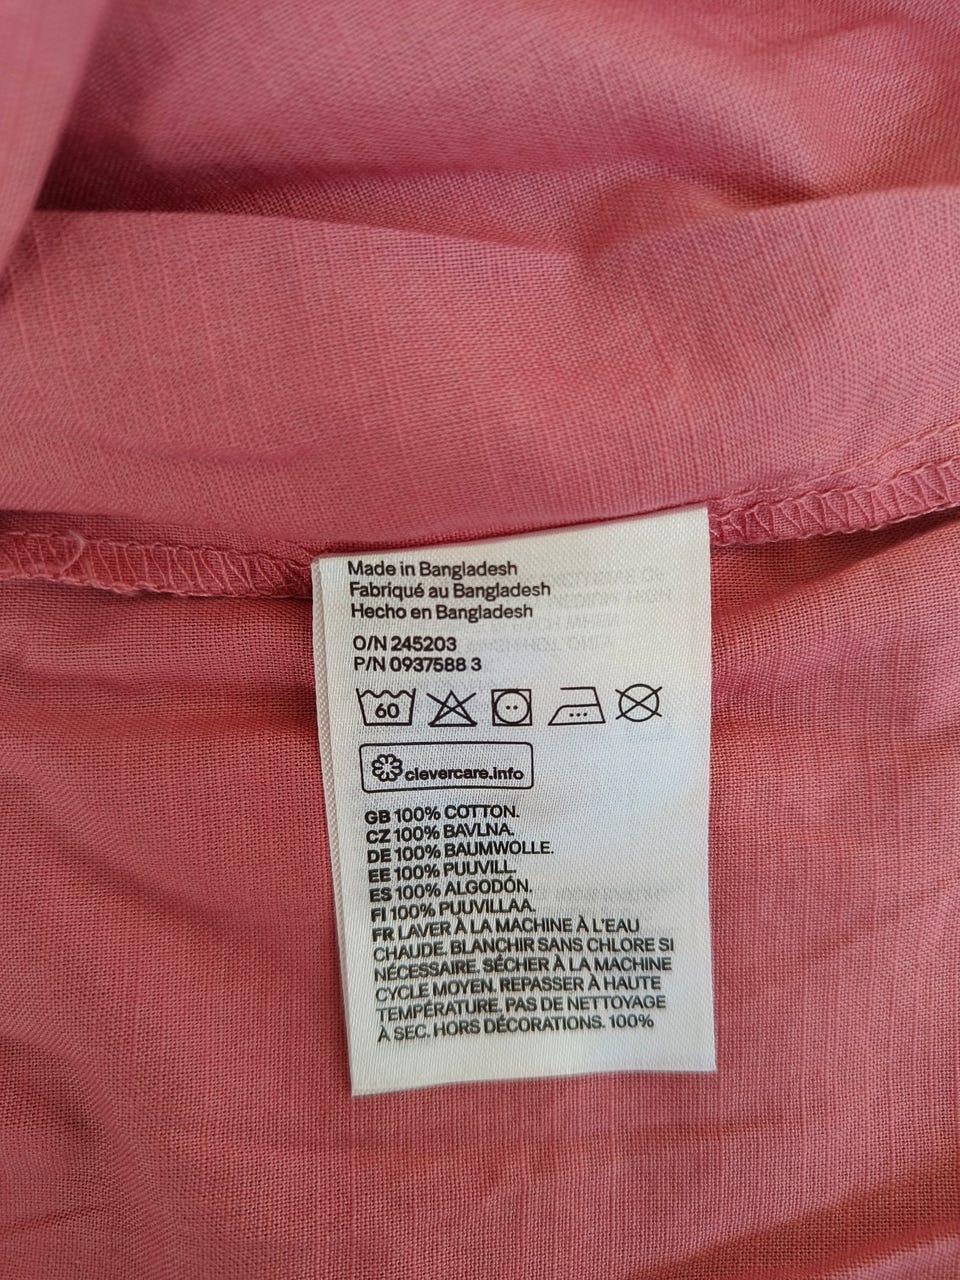 Made in Bangladesh
Fabriqué au Bangladesh
Hecho en Bangladesh
O/N 245203
P/N 0937588 3
60
clevercare.info
GB 100% COTTON.
CZ 100% BAVLNA.
DE 100% BAUMWOLLE.
EE 100% PUUVILL.
ES 100% ALGODÓN.
FI 100% PUUVILLAA.
FR LAVER À LA MACHINE À L'EAU
CHAUDE. BLANCHIR SANS CHLORE SI
NÉCESSAIRE. SÉCHER À LA MACHINE
CYCLE MOYEN. REPASSER À HAUTE
TEMPÉRATURE. PAS DE NETTOYAGE
À SEC. HORS DÉCORATIONS. 100%